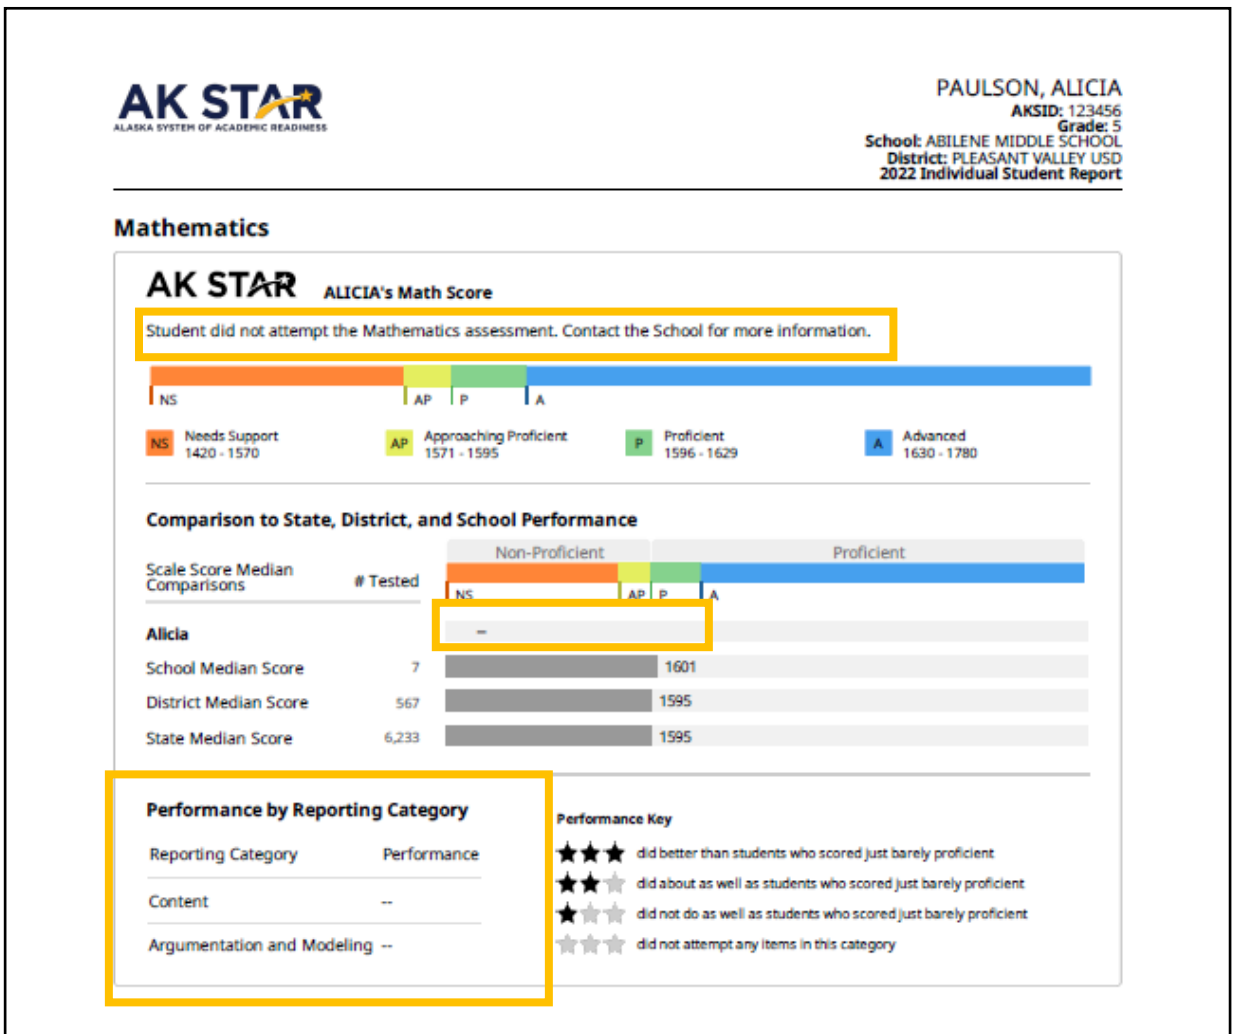 AK STAR
ALASKA SYSTEM OF ACADEMIC READINESS
PAULSON, ALICIA
AKSID: 123456
Grade: 5
School: ABILENE MIDDLE SCHOOL
District: PLEASANT VALLEY USD
2022 Individual Student Report
Mathematics
AK STAR ALICIA's Math Score
Student did not attempt the Mathematics assessment. Contact the School for more information.
NS AP P A
NS Needs Support AP Approaching Proficient P Proficient A Advanced
1420 - 1570 1571 - 1595 1596 - 1629 1630 - 1780
Comparison to State, District, and School Performance
Non-Proficient Proficient
Scale Score Median
Comparisons # Tested
NS AP P A
Alicia --
School Median Score 7 1601
District Median Score 567 1595
State Median Score 6,233 1595
Performance by Reporting Category
Reporting Category Performance
Content --
Argumentation and Modeling --
Performance Key
did better than students who scored just barely proficient
did about as well as students who scored just barely proficient
did not do as well as students who scored just barely proficient
did not attempt any items in this category